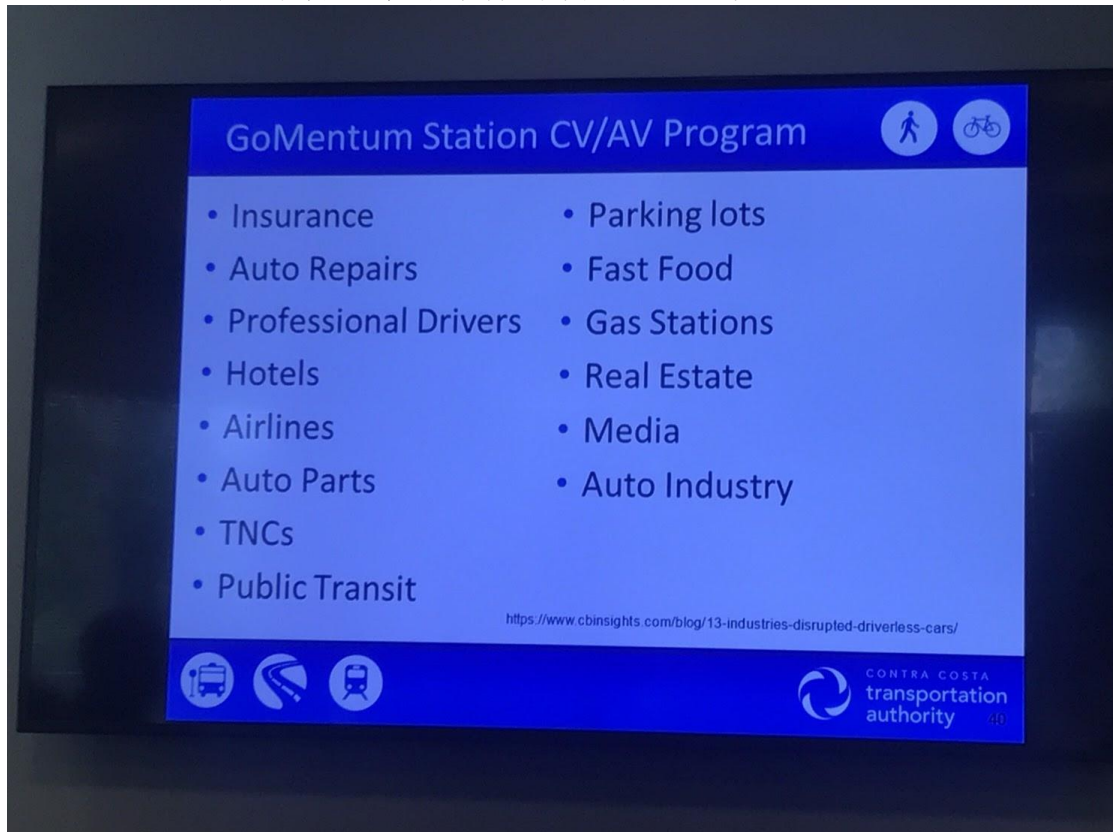 GoMentum Station CV/AV Program
• Insurance
• Auto Repairs
• Professional Drivers
• Hotels
• Airlines
• Auto Parts
• TNCs
• Public Transit
• Parking lots
• Fast Food
• Gas Stations
• Real Estate
• Media
• Auto Industry
https://www.cbinsights.com/blog/13-industries-disrupted-driverless-cars/
CONTRA COSTA
transportation
authority
40